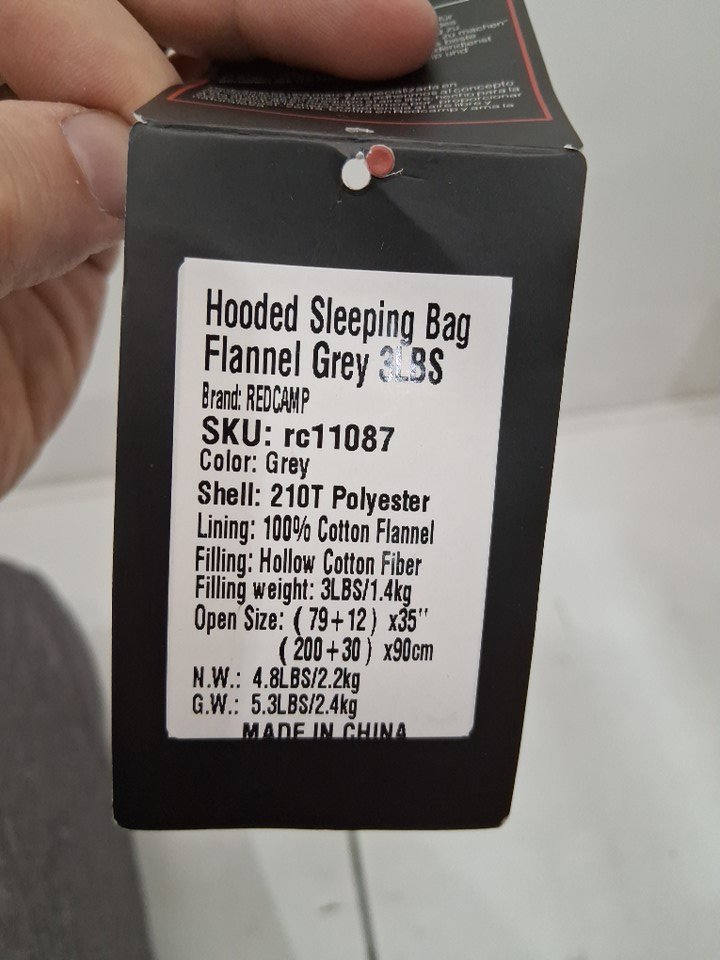 zu machen"
Hooded Sleeping Bag
Flannel Grey 3LBS
Brand: REDCAMP
SKU: rc11087
Color: Grey
Shell: 210T Polyester
Lining: 100% Cotton Flannel
Filling: Hollow Cotton Fiber
Filling weight: 3LBS/1.4kg
Open Size: ( 79+12 ) x35"
( 200+30 ) x90cm
N.W.: 4.8LBS/2.2kg
G.W.: 5.3LBS/2.4kg
MADE IN CHINA